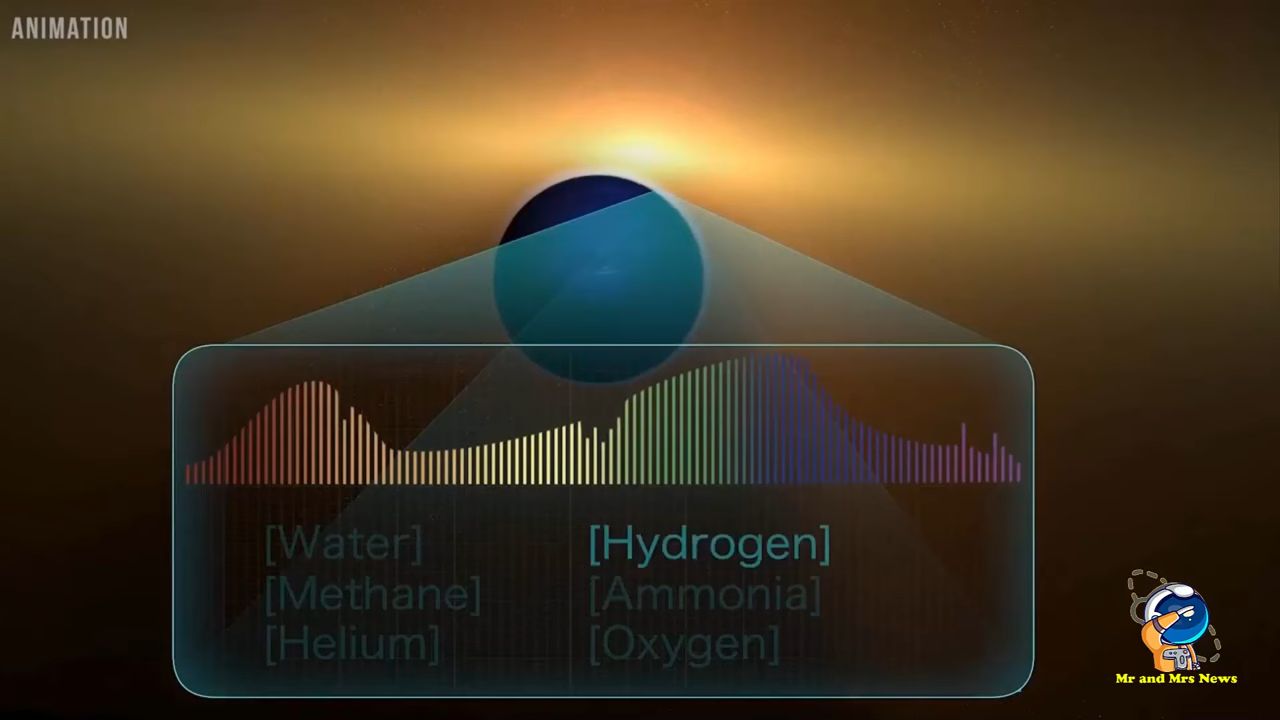 ANIMATION
[Water]
[Hydrogen]
[Methane]
[Ammonia]
[Helium]
[Oxygen]
Mr and Mrs News